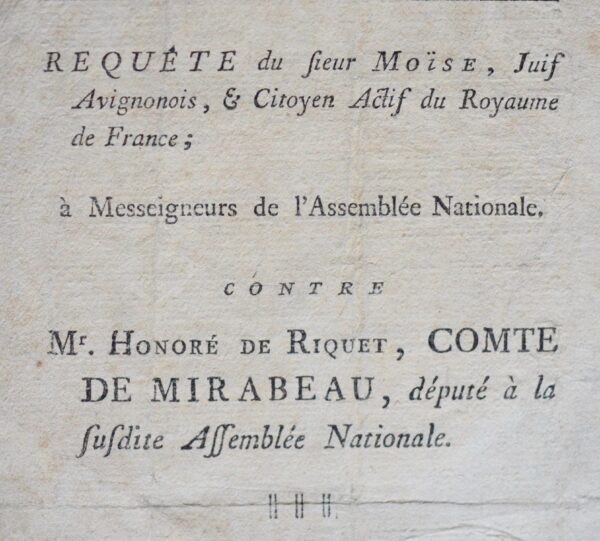 REQUÊTE du ſieur MOÏSE, Juif
Avignonois, & Citoyen Actif du Royaume
de France;
à Messeigneurs de l'Assemblée Nationale,
CONTRE
Mr. HONORÉ DE RIQUET, COMTE
DE MIRABEAU, député à la
ſuſdite Aſſemblée Nationale.